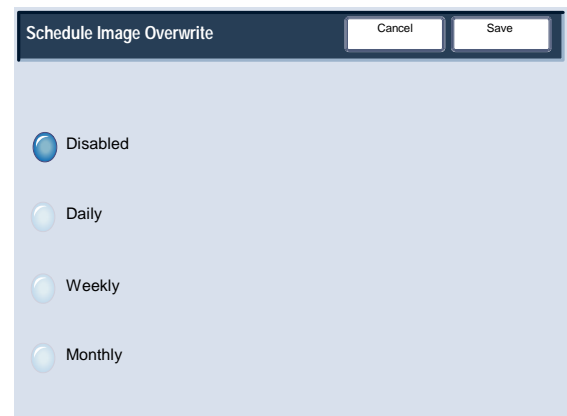 Schedule Image Overwrite Cancel Save
Disabled
Daily
Weekly
Monthly